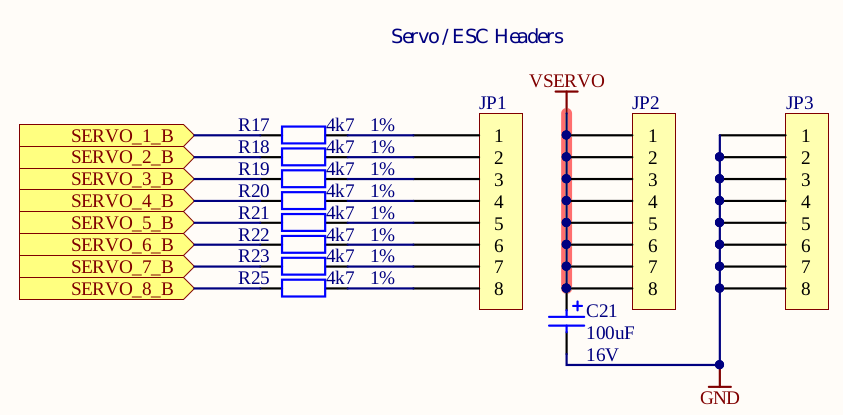 Servo / ESC Headers
VSERVO
JP1
JP2
JP3
SERVO_1_B R17 4k7 1% 1 1 1
SERVO_2_B R18 4k7 1% 2 2 2
SERVO_3_B R19 4k7 1% 3 3 3
SERVO_4_B R20 4k7 1% 4 4 4
SERVO_5_B R21 4k7 1% 5 5 5
SERVO_6_B R22 4k7 1% 6 6 6
SERVO_7_B R23 4k7 1% 7 7 7
SERVO_8_B R25 4k7 1% 8 8 8
+ C21
100uF
16V
GND